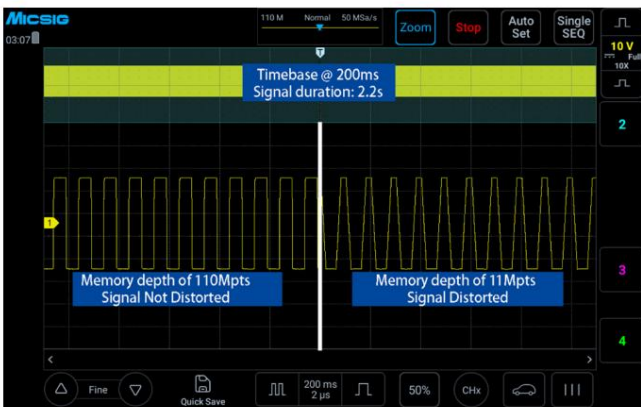 Micsig
03:07
110 M Normal 50 MSa/s
Zoom
Stop
Auto
Set
Single
SEQ
10 V
Full
10X
T
Timebase @ 200ms
Signal duration: 2.2s
2
1
Memory depth of 110Mpts
Signal Not Distorted
Memory depth of 11Mpts
Signal Distorted
3
4
Fine
Quick Save
200 ms
2 µs
50%
CHx